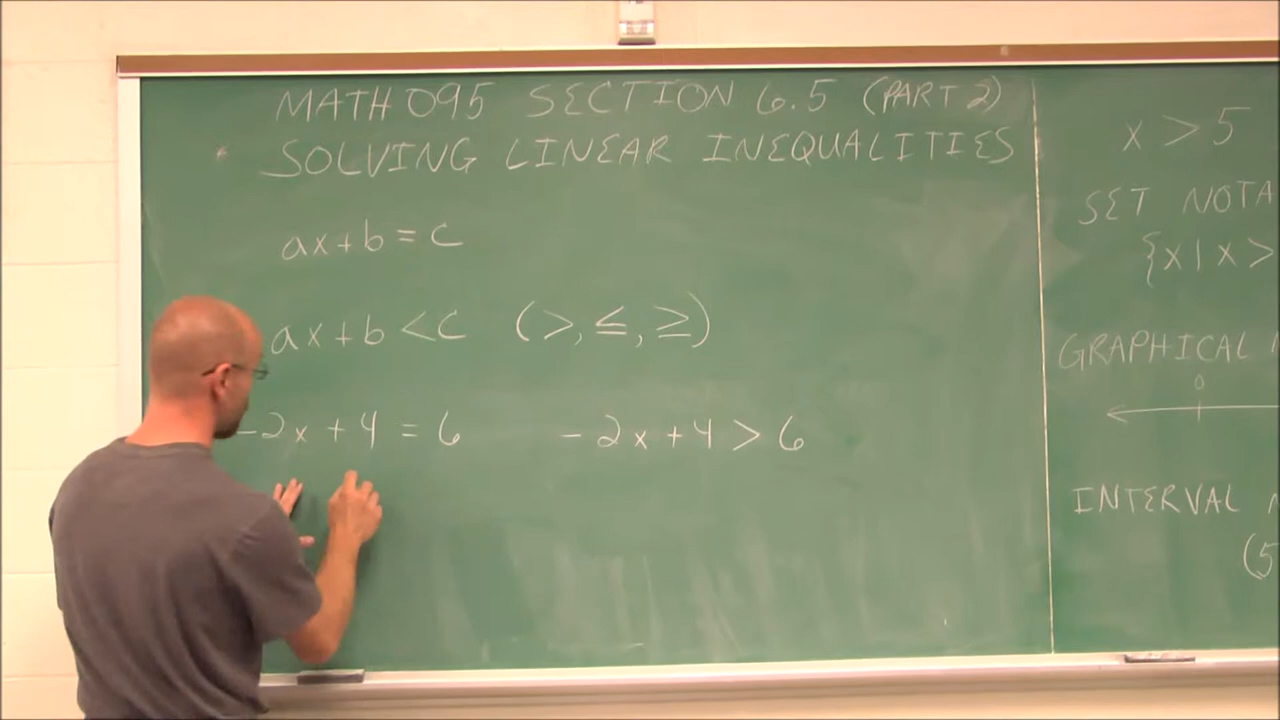 MATH 095 SECTION 6.5 (PART 2)
SOLVING LINEAR INEQUALITIES
ax+b = c
ax+b < c (>, ≤, ≥)
-2x + 4 = 6 -2x + 4 > 6
x > 5
SET
{x | x >
GRAPHICAL
0
INTERVAL
(5